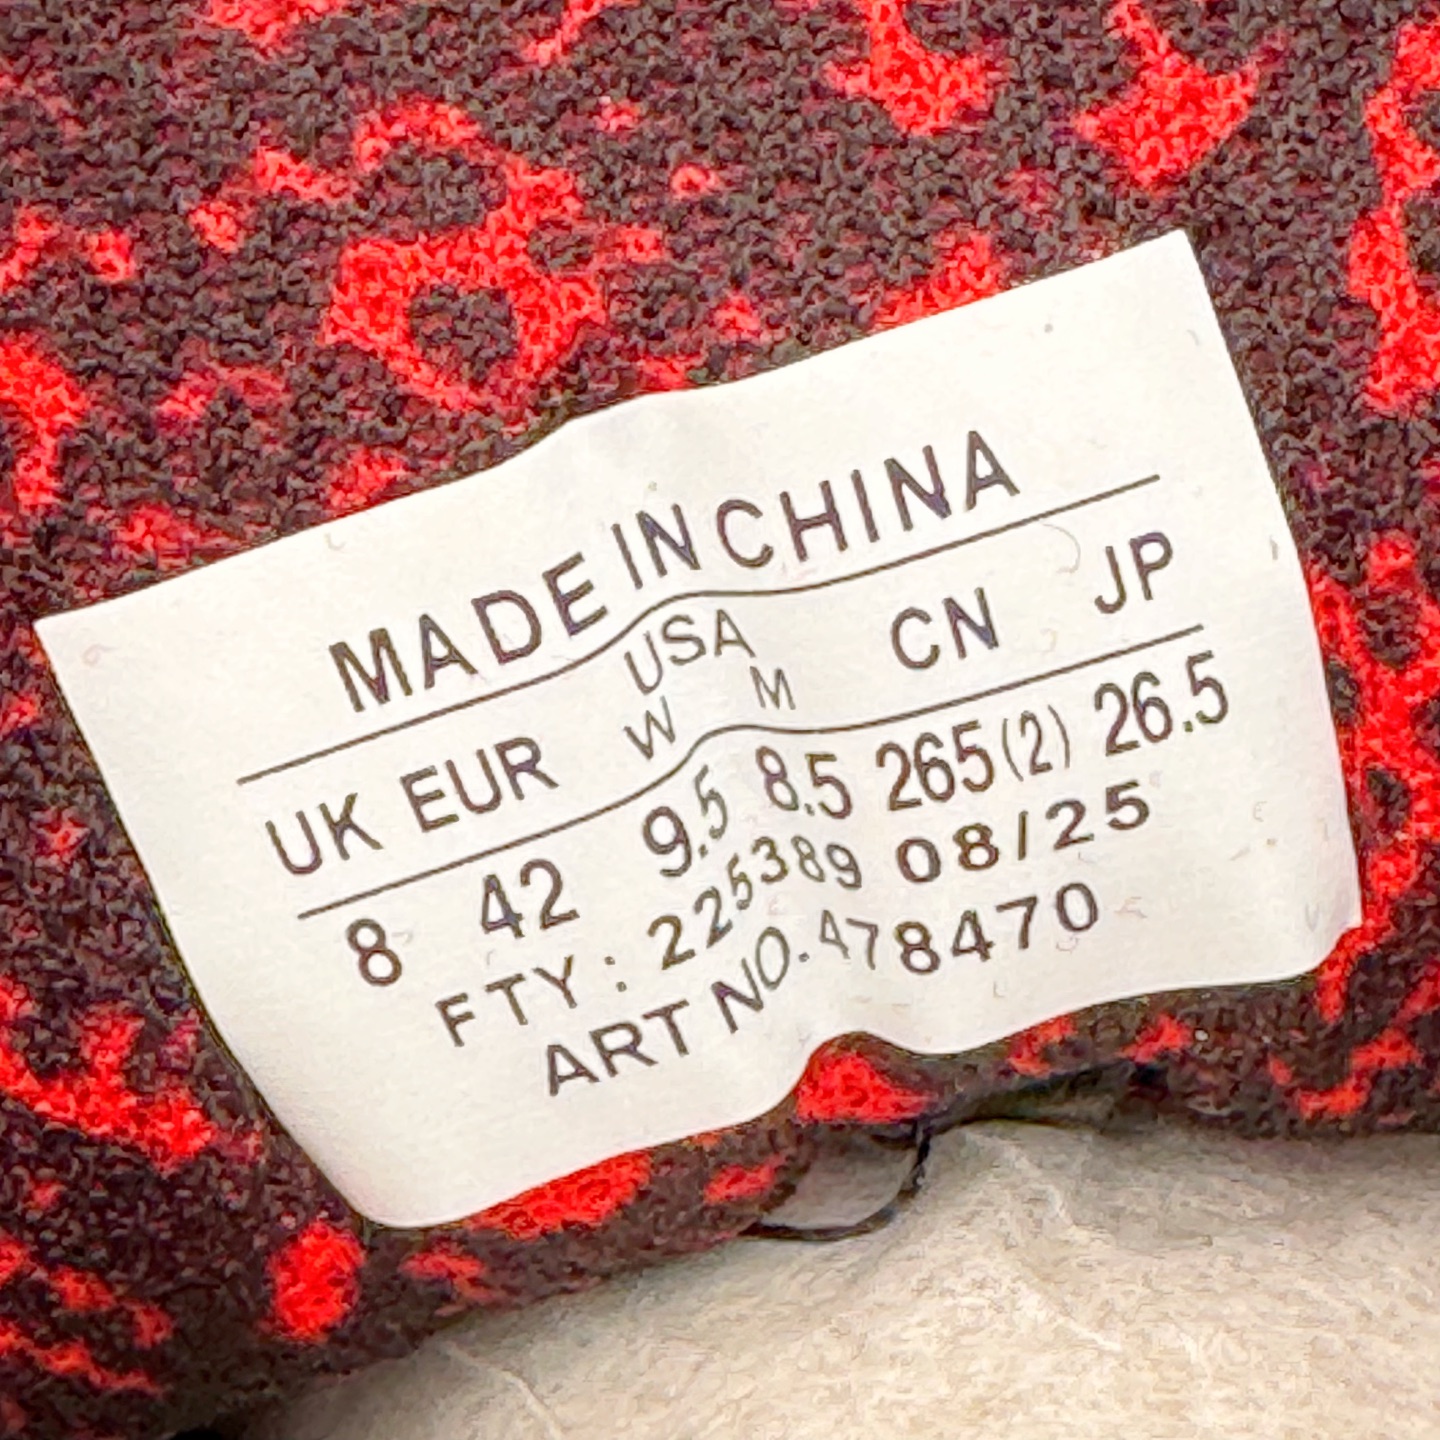 MADE IN CHINA
UK EUR USA CN JP
W M
8 42 9.5 8.5 265(2) 26.5
FTY: 225389 08/25
ART NO. 478470